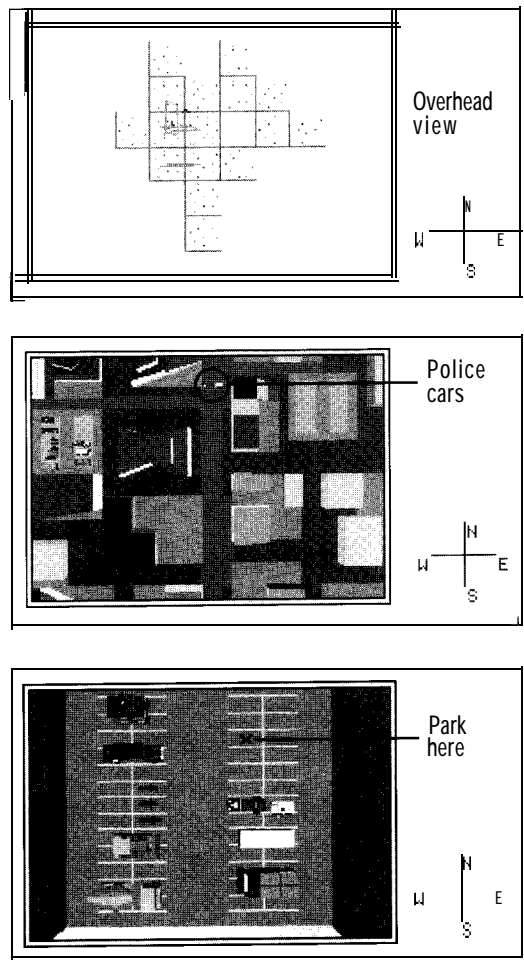 Overhead
view
N
W E
S
Police
cars
N
W E
S
Park
here
N
W E
S